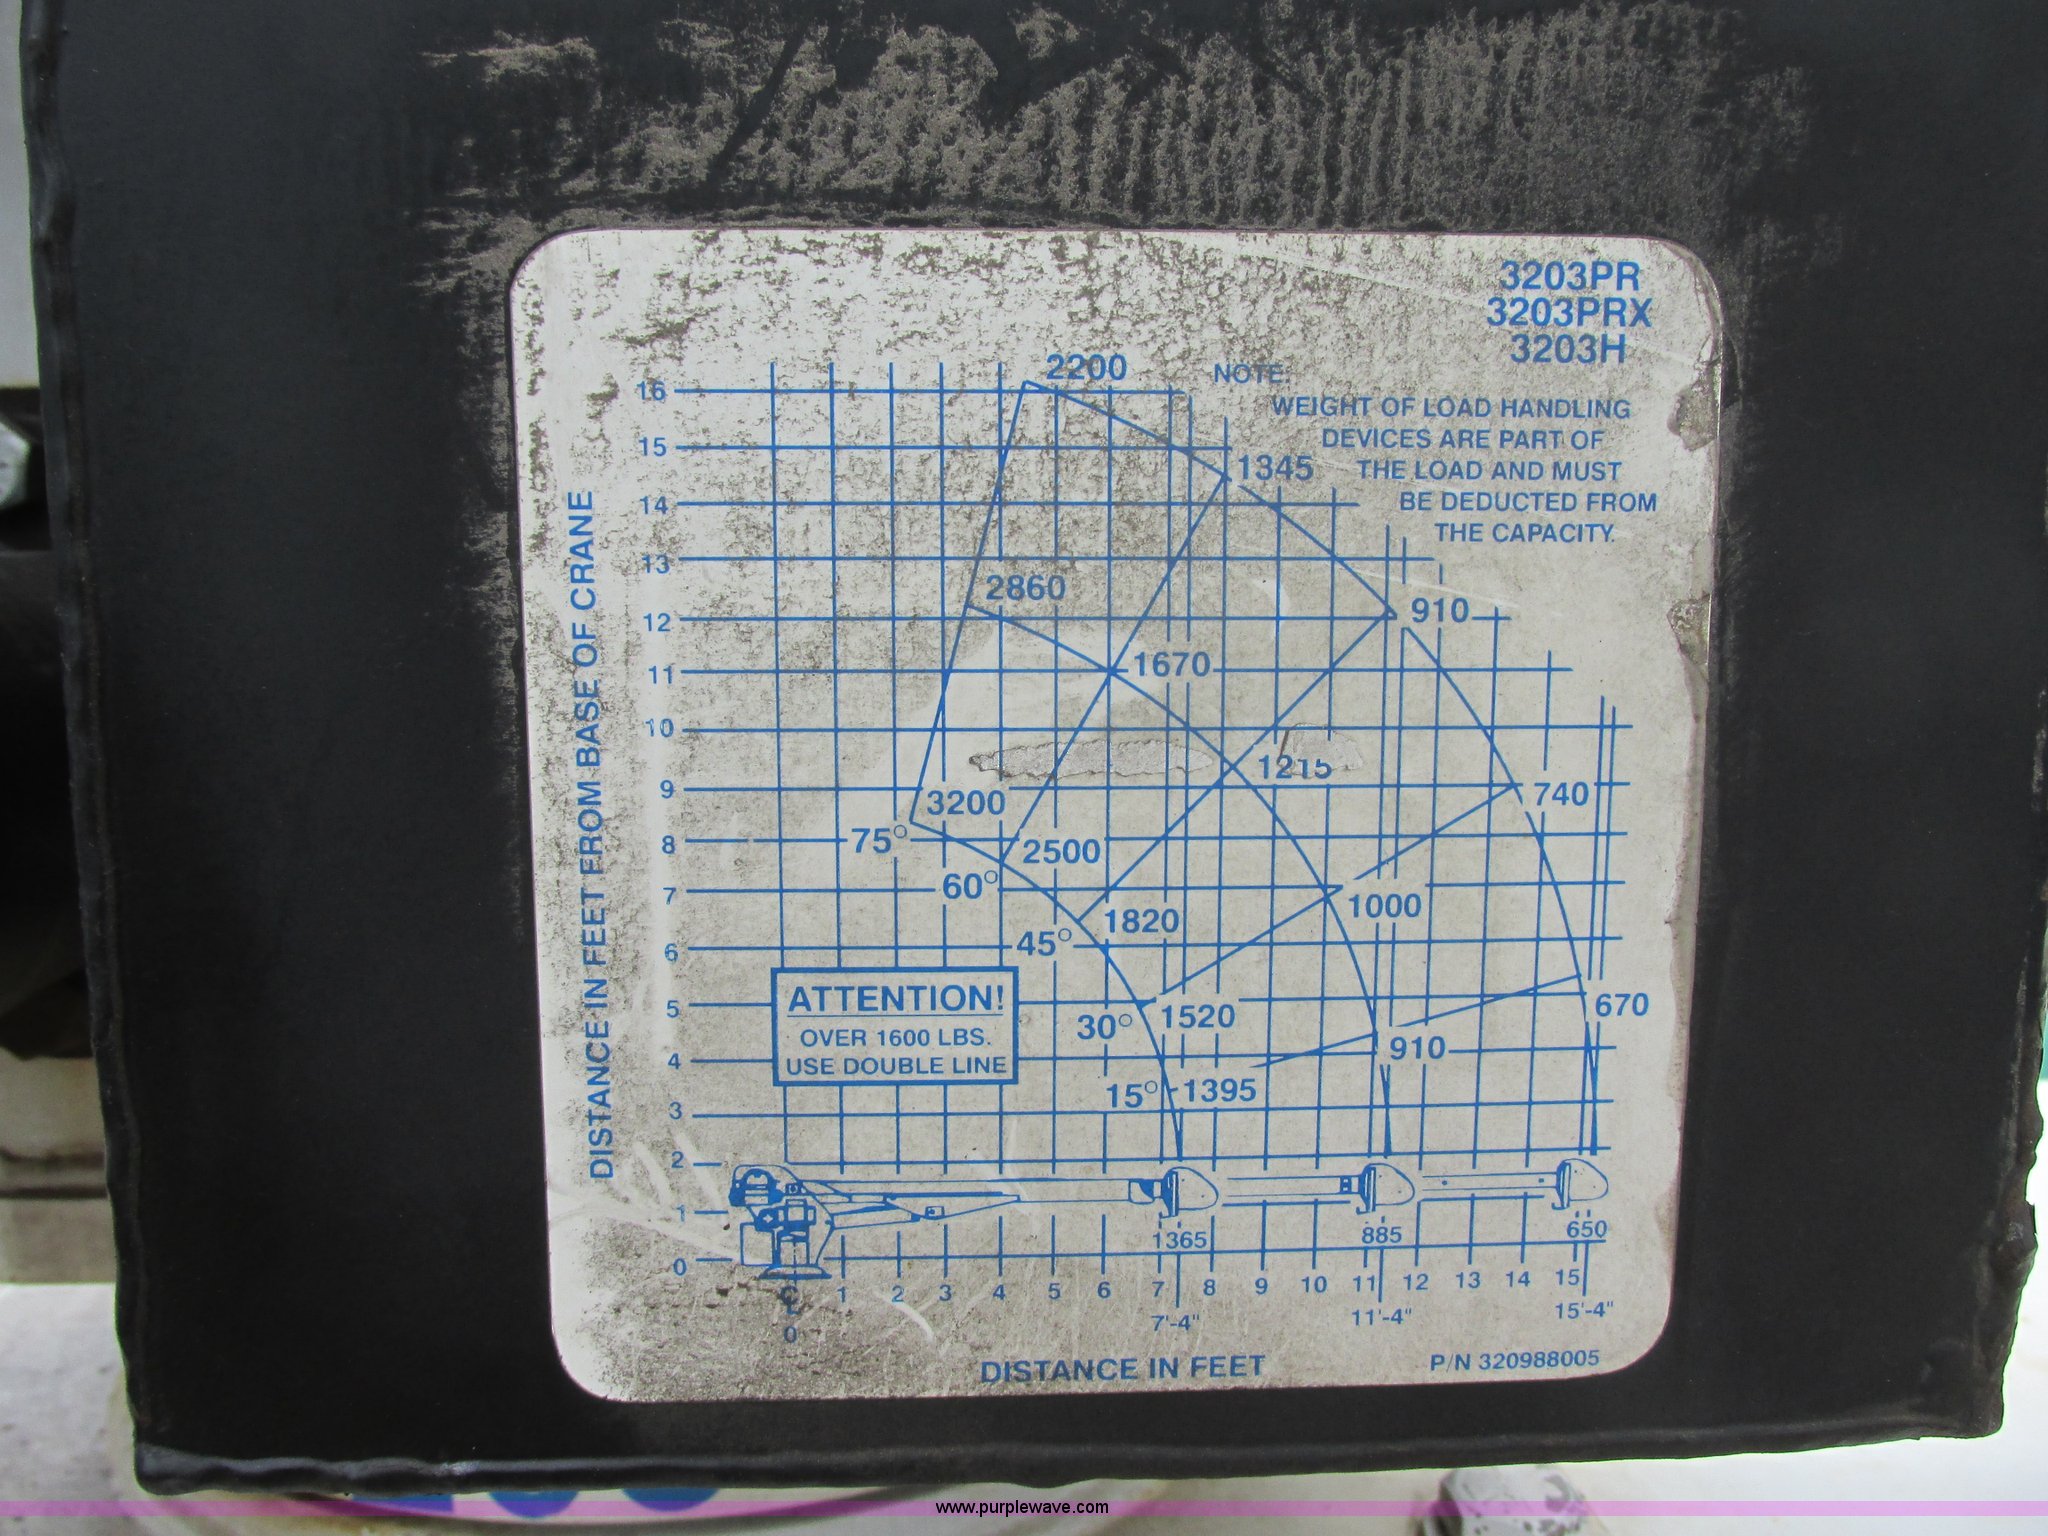 3203PR
3203PRX
3203H
NOTE:
WEIGHT OF LOAD HANDLING
DEVICES ARE PART OF
THE LOAD AND MUST
BE DEDUCTED FROM
THE CAPACITY.
DISTANCE IN FEET FROM BASE OF CRANE
16
15
14
13
12
11
10
9
8
7
6
5
4
3
2
1
0
2200
1345
2860
910
1670
1215
3200
740
75°
2500
60°
1000
1820
45°
1520
30°
670
910
15°
1395
ATTENTION!
OVER 1600 LBS.
USE DOUBLE LINE
1365
885
650
0
1 2 3 4 5 6 7 8 9 10 11 12 13 14 15
7'-4"
11'-4"
15'-4"
DISTANCE IN FEET
P/N 320988005
www.purplewave.com